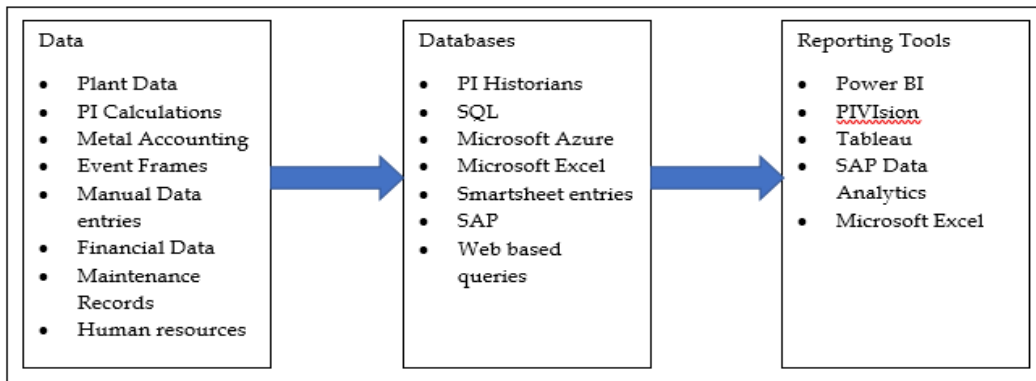 Data
• Plant Data
• PI Calculations
• Metal Accounting
• Event Frames
• Manual Data
entries
• Financial Data
• Maintenance
Records
• Human resources
Databases
• PI Historians
• SQL
• Microsoft Azure
• Microsoft Excel
• Smartsheet entries
• SAP
• Web based
queries
Reporting Tools
• Power BI
• PIVIsion
• Tableau
• SAP Data
Analytics
• Microsoft Excel